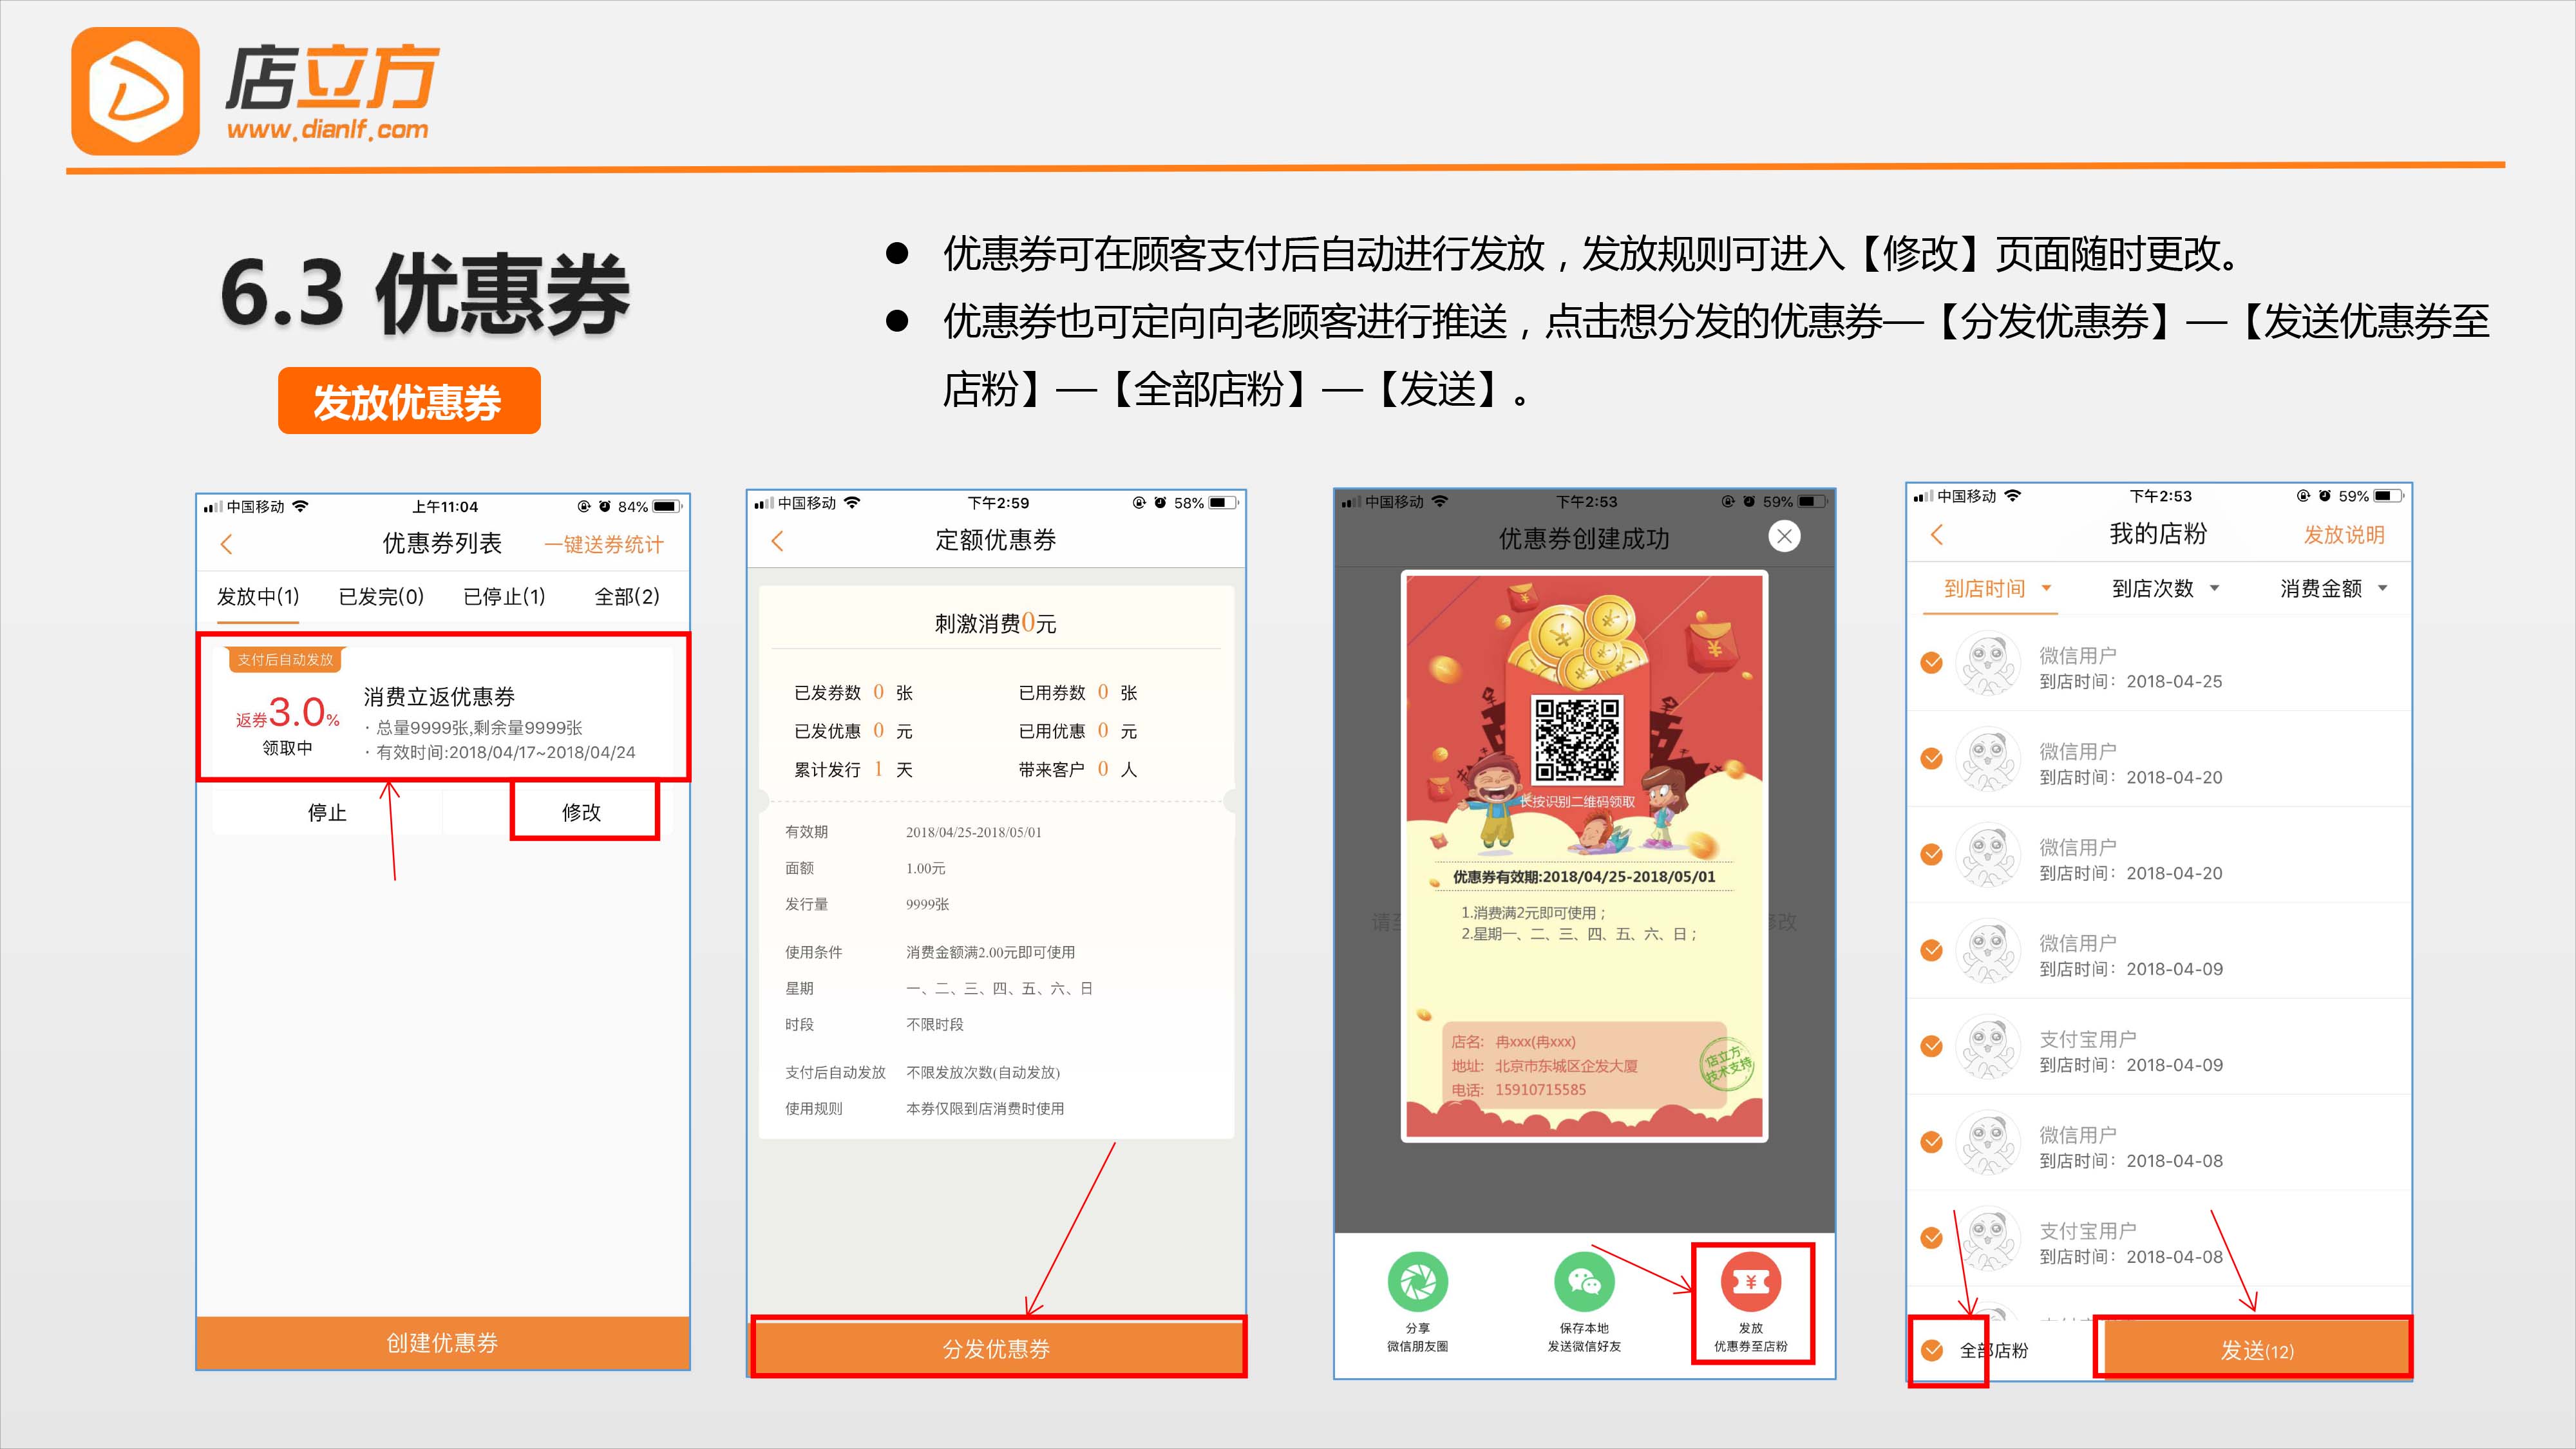 店立方
www.dianlf.com
6.3 优惠券
发放优惠券
● 优惠券可在顾客支付后自动进行发放，发放规则可进入【修改】页面随时更改。
● 优惠券也可定向向老顾客进行推送，点击想分发的优惠券—【分发优惠券】—【发送优惠券至
店粉】—【全部店粉】—【发送】。
中国移动 上午11:04 84%
优惠券列表 一键送券统计
发放中(1) 已发完(0) 已停止(1) 全部(2)
支付后自动发放
消费立返优惠券
返券3.0%
· 总量9999张,剩余量9999张
领取中
· 有效时间:2018/04/17~2018/04/24
停止 修改
创建优惠券
中国移动 下午2:59 58%
定额优惠券
刺激消费0元
已发券数 0 张 已用券数 0 张
已发优惠 0 元 已用优惠 0 元
累计发行 1 天 带来客户 0 人
有效期 2018/04/25-2018/05/01
面额 1.00元
发行量 9999张
使用条件 消费金额满2.00元即可使用
星期 一、二、三、四、五、六、日
时段 不限时段
支付后自动发放 不限发放次数(自动发放)
使用规则 本券仅限到店消费时使用
分发优惠券
中国移动 下午2:53 59%
优惠券创建成功
长按识别二维码领取
优惠券有效期:2018/04/25-2018/05/01
1.消费满2元即可使用；
2.星期一、二、三、四、五、六、日；
店名: 冉xxx(冉xxx)
地址: 北京市东城区企发大厦
电话: 15910715585
店立方
技术支持
分享
微信朋友圈
保存本地
发送微信好友
发放
优惠券至店粉
中国移动 下午2:53 59%
我的店粉 发放说明
到店时间 到店次数 消费金额
微信用户
到店时间: 2018-04-25
微信用户
到店时间: 2018-04-20
微信用户
到店时间: 2018-04-20
微信用户
到店时间: 2018-04-09
支付宝用户
到店时间: 2018-04-09
微信用户
到店时间: 2018-04-08
支付宝用户
到店时间: 2018-04-08
全部店粉 发送(12)